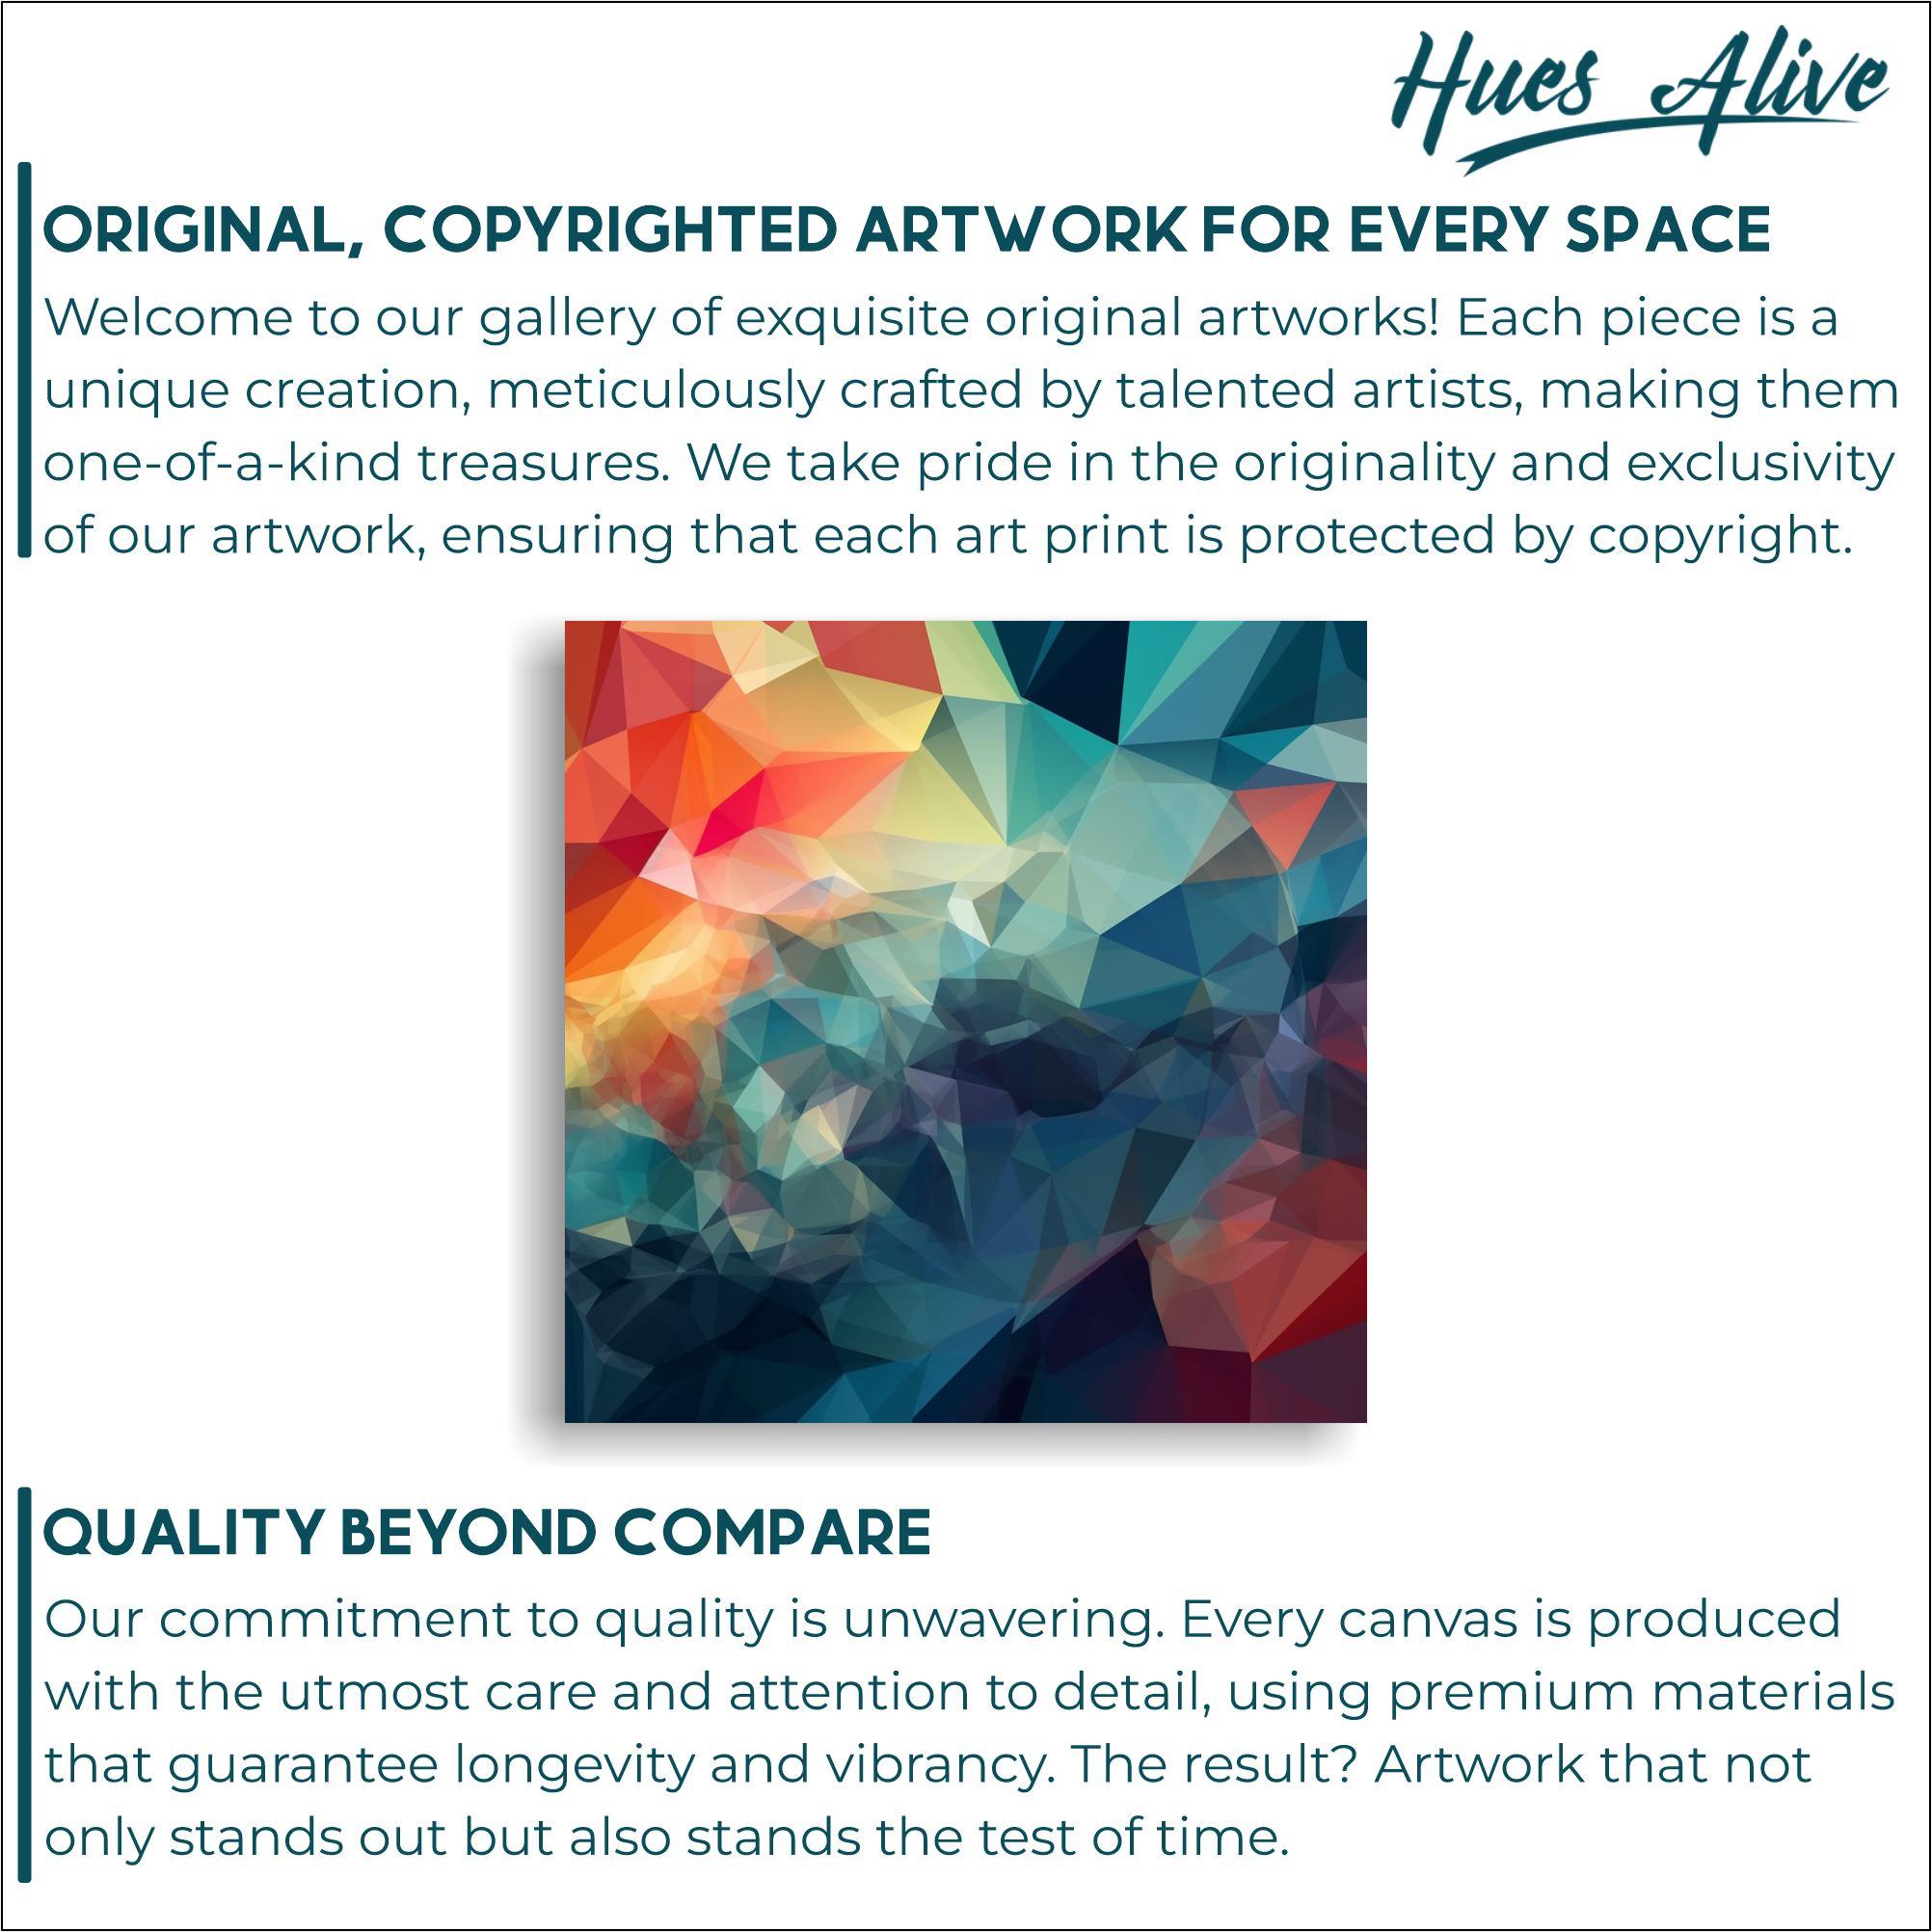 Hues Alive
ORIGINAL, COPYRIGHTED ARTWORK FOR EVERY SPACE
Welcome to our gallery of exquisite original artworks! Each piece is a
unique creation, meticulously crafted by talented artists, making them
one-of-a-kind treasures. We take pride in the originality and exclusivity
of our artwork, ensuring that each art print is protected by copyright.
QUALITY BEYOND COMPARE
Our commitment to quality is unwavering. Every canvas is produced
with the utmost care and attention to detail, using premium materials
that guarantee longevity and vibrancy. The result? Artwork that not
only stands out but also stands the test of time.